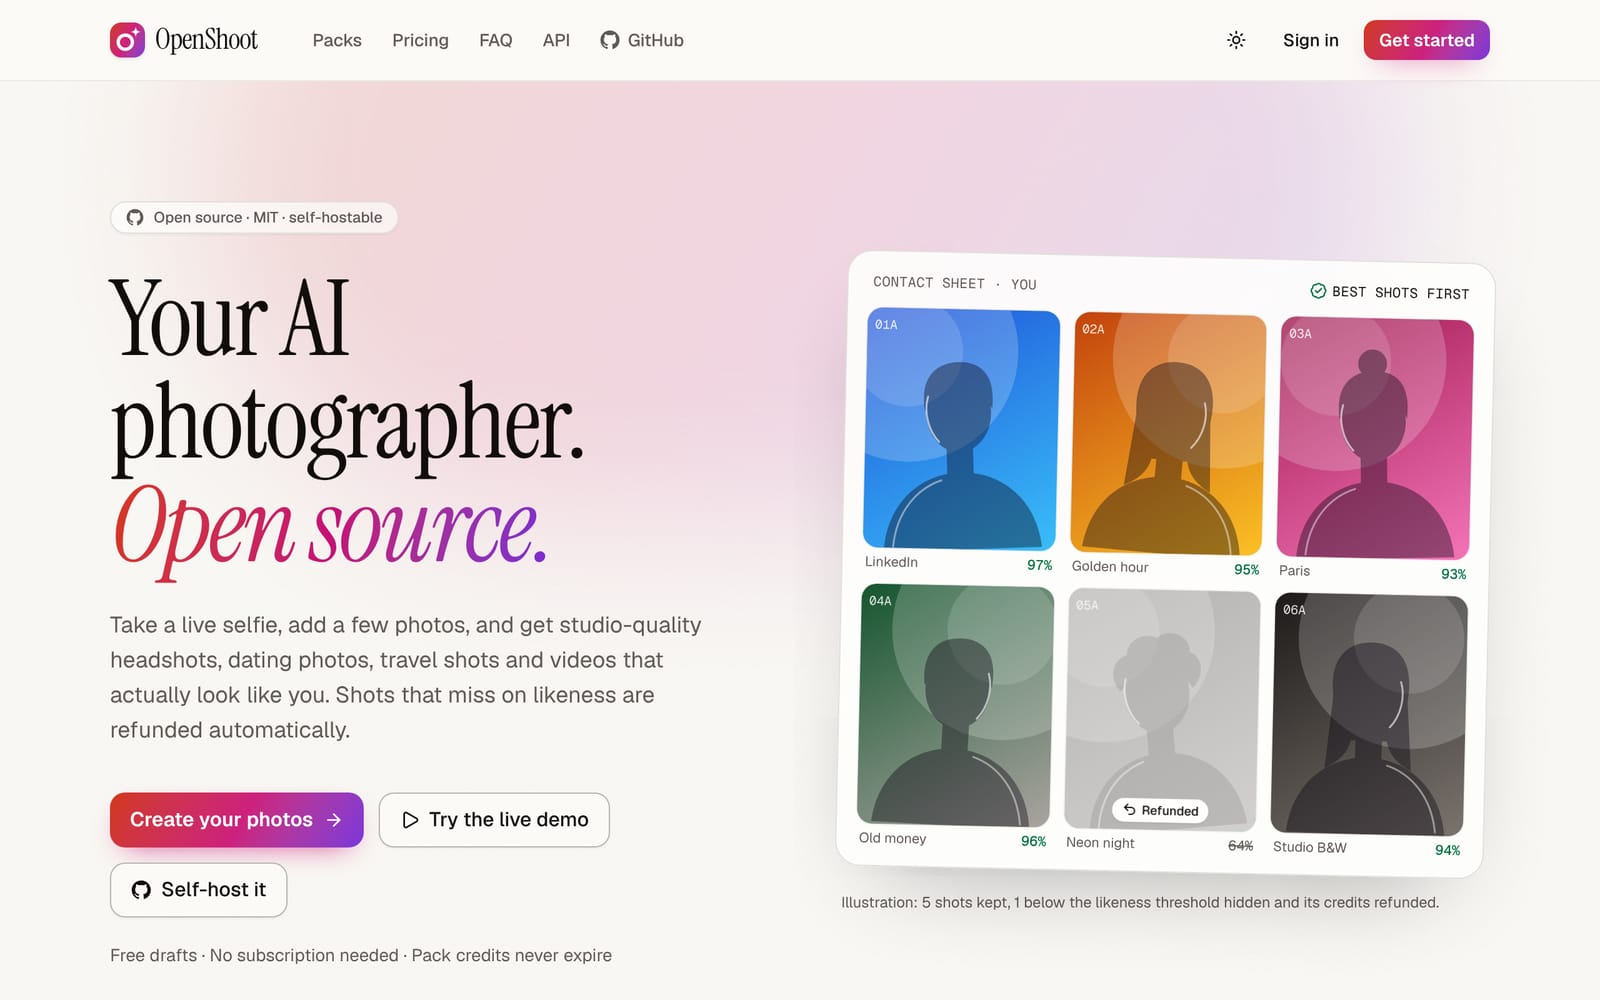 OpenShoot
Packs
Pricing
FAQ
API
GitHub
Sign in
Get started
Open source · MIT · self-hostable
Your AI
photographer.
Open source.
Take a live selfie, add a few photos, and get studio-quality
headshots, dating photos, travel shots and videos that
actually look like you. Shots that miss on likeness are
refunded automatically.
Create your photos →
Try the live demo
Self-host it
Free drafts · No subscription needed · Pack credits never expire
CONTACT SHEET · YOU
BEST SHOTS FIRST
01A
02A
03A
LinkedIn 97%
Golden hour 95%
Paris 93%
04A
05A
06A
Refunded
Old money 96%
Neon night 64%
Studio B&W 94%
Illustration: 5 shots kept, 1 below the likeness threshold hidden and its credits refunded.